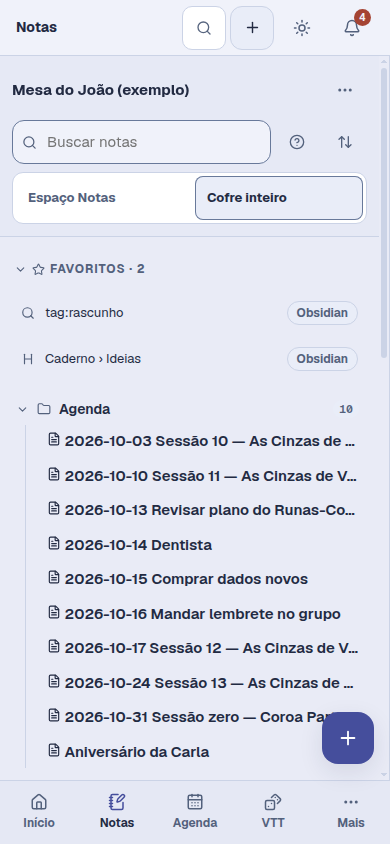 Notas
4
Mesa do João (exemplo)
Buscar notas
Espaço Notas
Cofre inteiro
FAVORITOS · 2
tag:rascunho
Obsidian
Caderno › Ideias
Obsidian
Agenda
10
2026-10-03 Sessão 10 — As Cinzas de ...
2026-10-10 Sessão 11 — As Cinzas de V...
2026-10-13 Revisar plano do Runas-Co...
2026-10-14 Dentista
2026-10-15 Comprar dados novos
2026-10-16 Mandar lembrete no grupo
2026-10-17 Sessão 12 — As Cinzas de V...
2026-10-24 Sessão 13 — As Cinzas de ...
2026-10-31 Sessão zero — Coroa
Aniversário da Carla
Início
Notas
Agenda
VTT
Mais